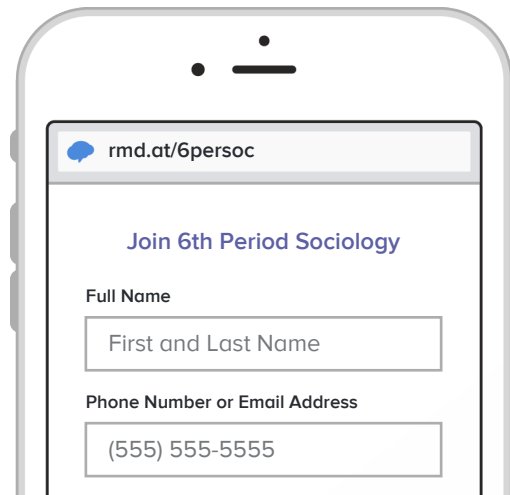 rmd.at/6persoc
Join 6th Period Sociology
Full Name
First and Last Name
Phone Number or Email Address
(555) 555-5555